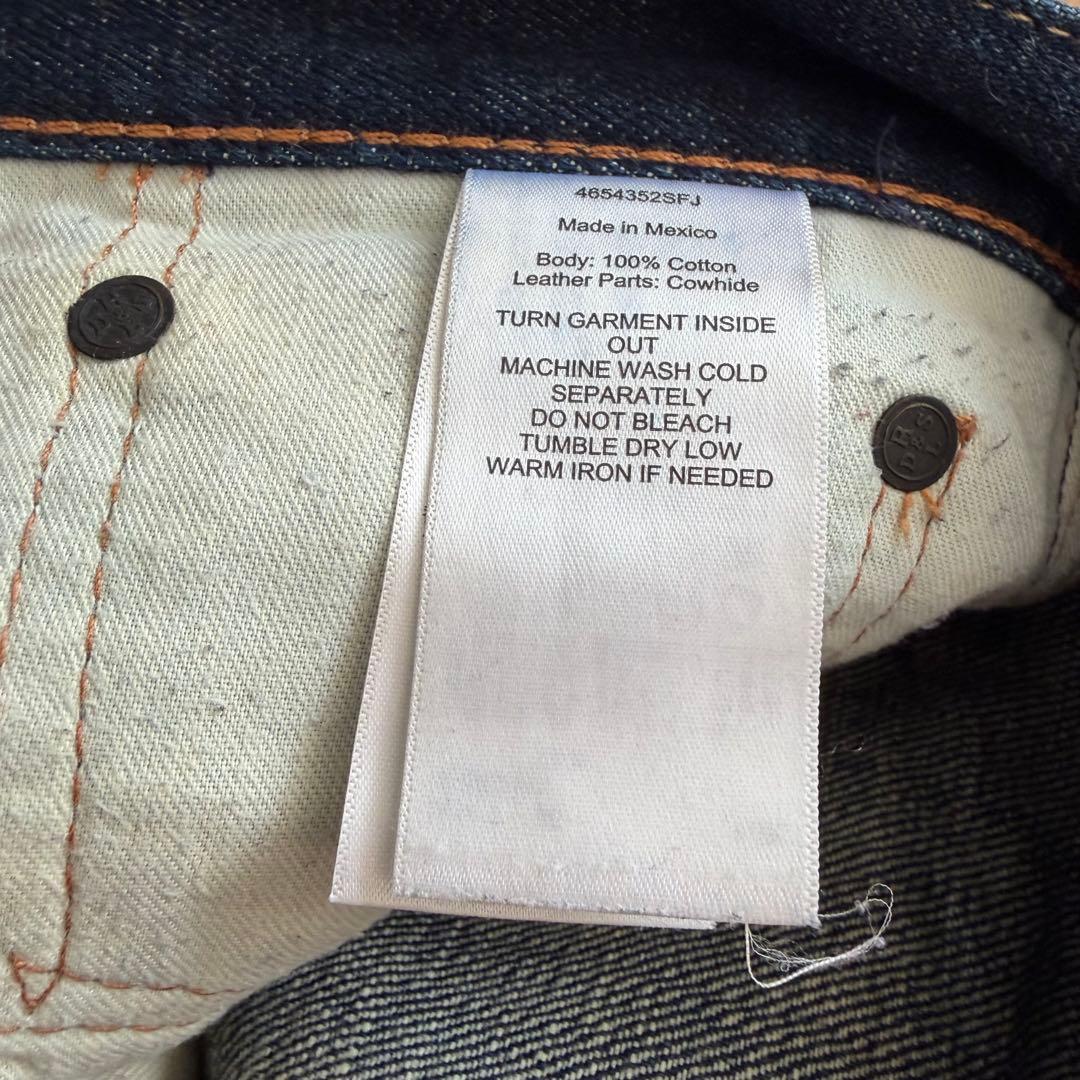 4654352SFJ
Made in Mexico
Body: 100% Cotton
Leather Parts: Cowhide
TURN GARMENT INSIDE
OUT
MACHINE WASH COLD
SEPARATELY
DO NOT BLEACH
TUMBLE DRY LOW
WARM IRON IF NEEDED